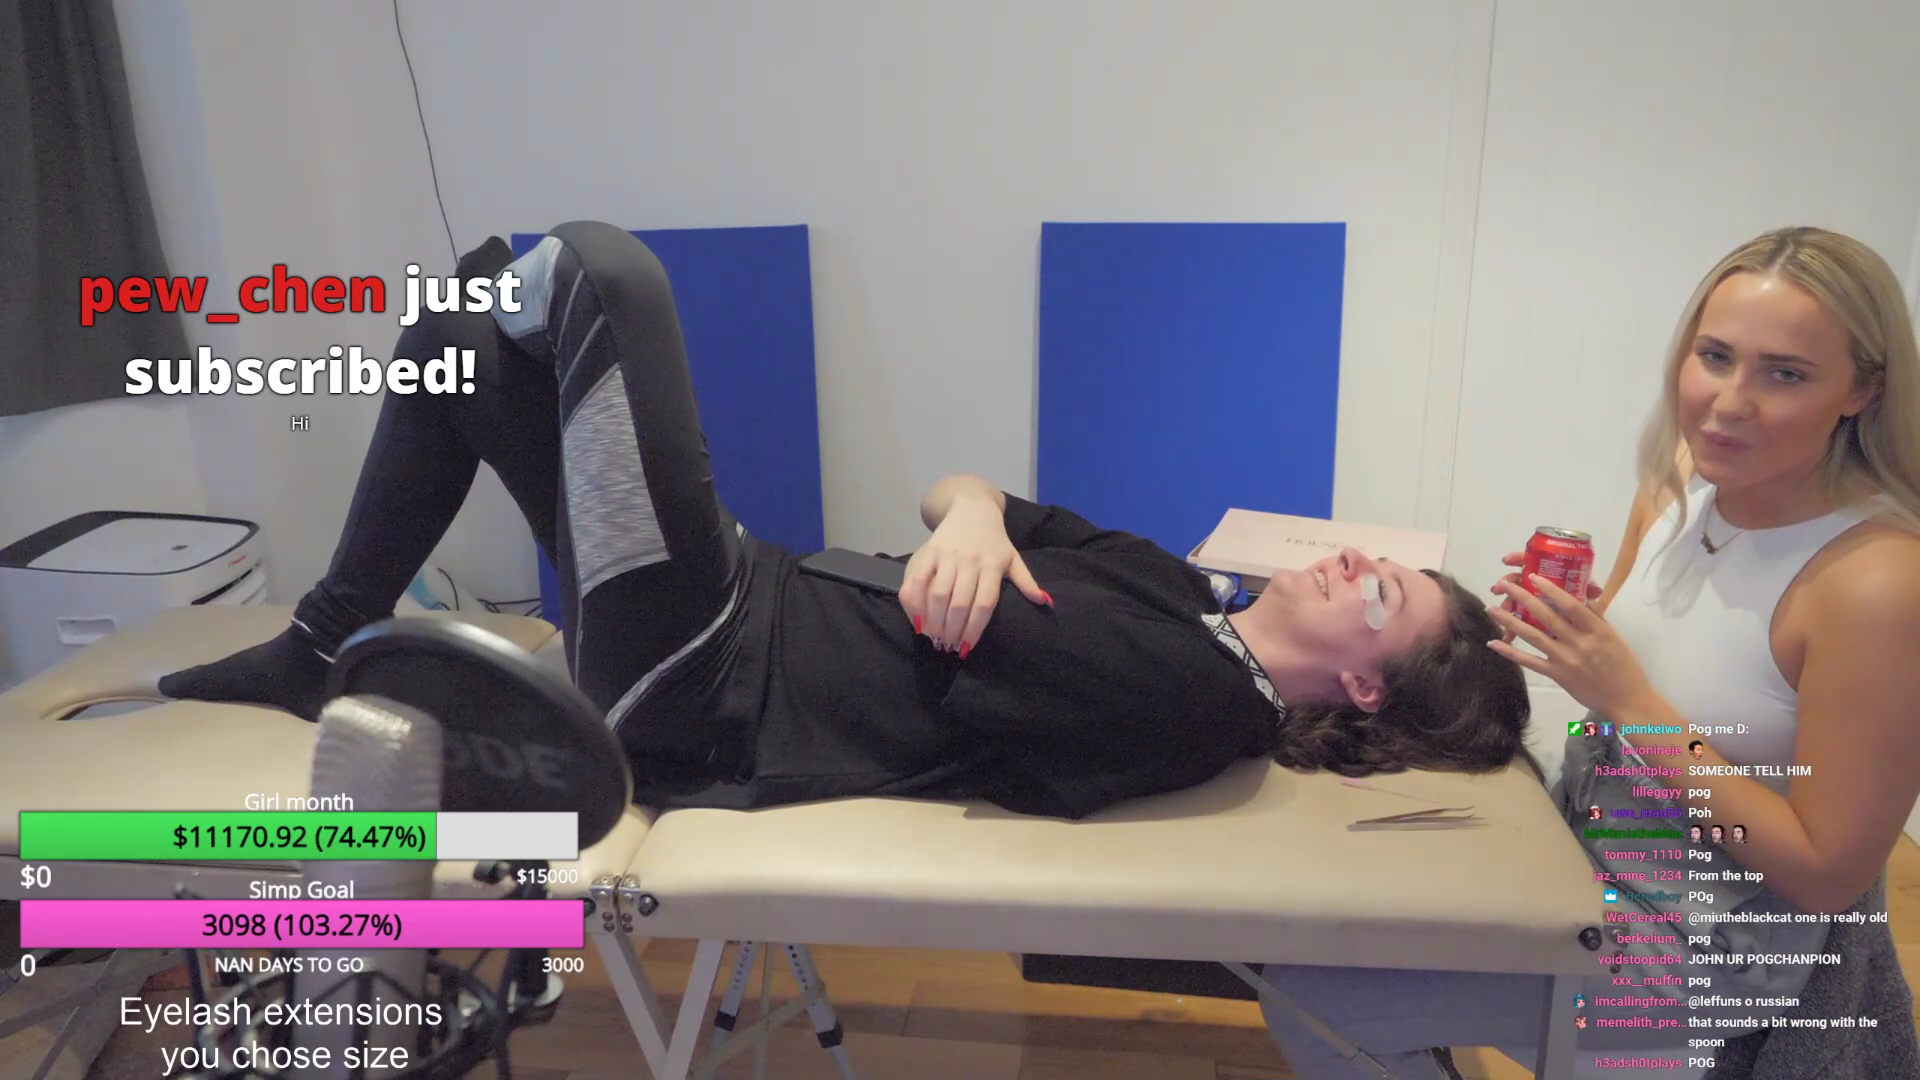 pew_chen just
subscribed!
Hi
Girl month
$11170.92 (74.47%)
$0
$15000
Simp Goal
3098 (103.27%)
0
NAN DAYS TO GO
3000
Eyelash extensions
you chose size
johnkeiwo Pog me D:
lavonineje
h3adsh0tplays SOMEONE TELL HIM
lilleggyy pog
Poh
MrManIstheMan
tommy_1110 Pog
jaz_mine_1234 From the top
POg
WetCereal45 @miutheblackcat one is really old
berkelium_ pog
voidstoopid64 JOHN UR POGCHANPION
xxx__muffin pog
imcallingfrom... @leffuns o russian
memelith_pre... that sounds a bit wrong with the
spoon
h3adsh0tplays POG